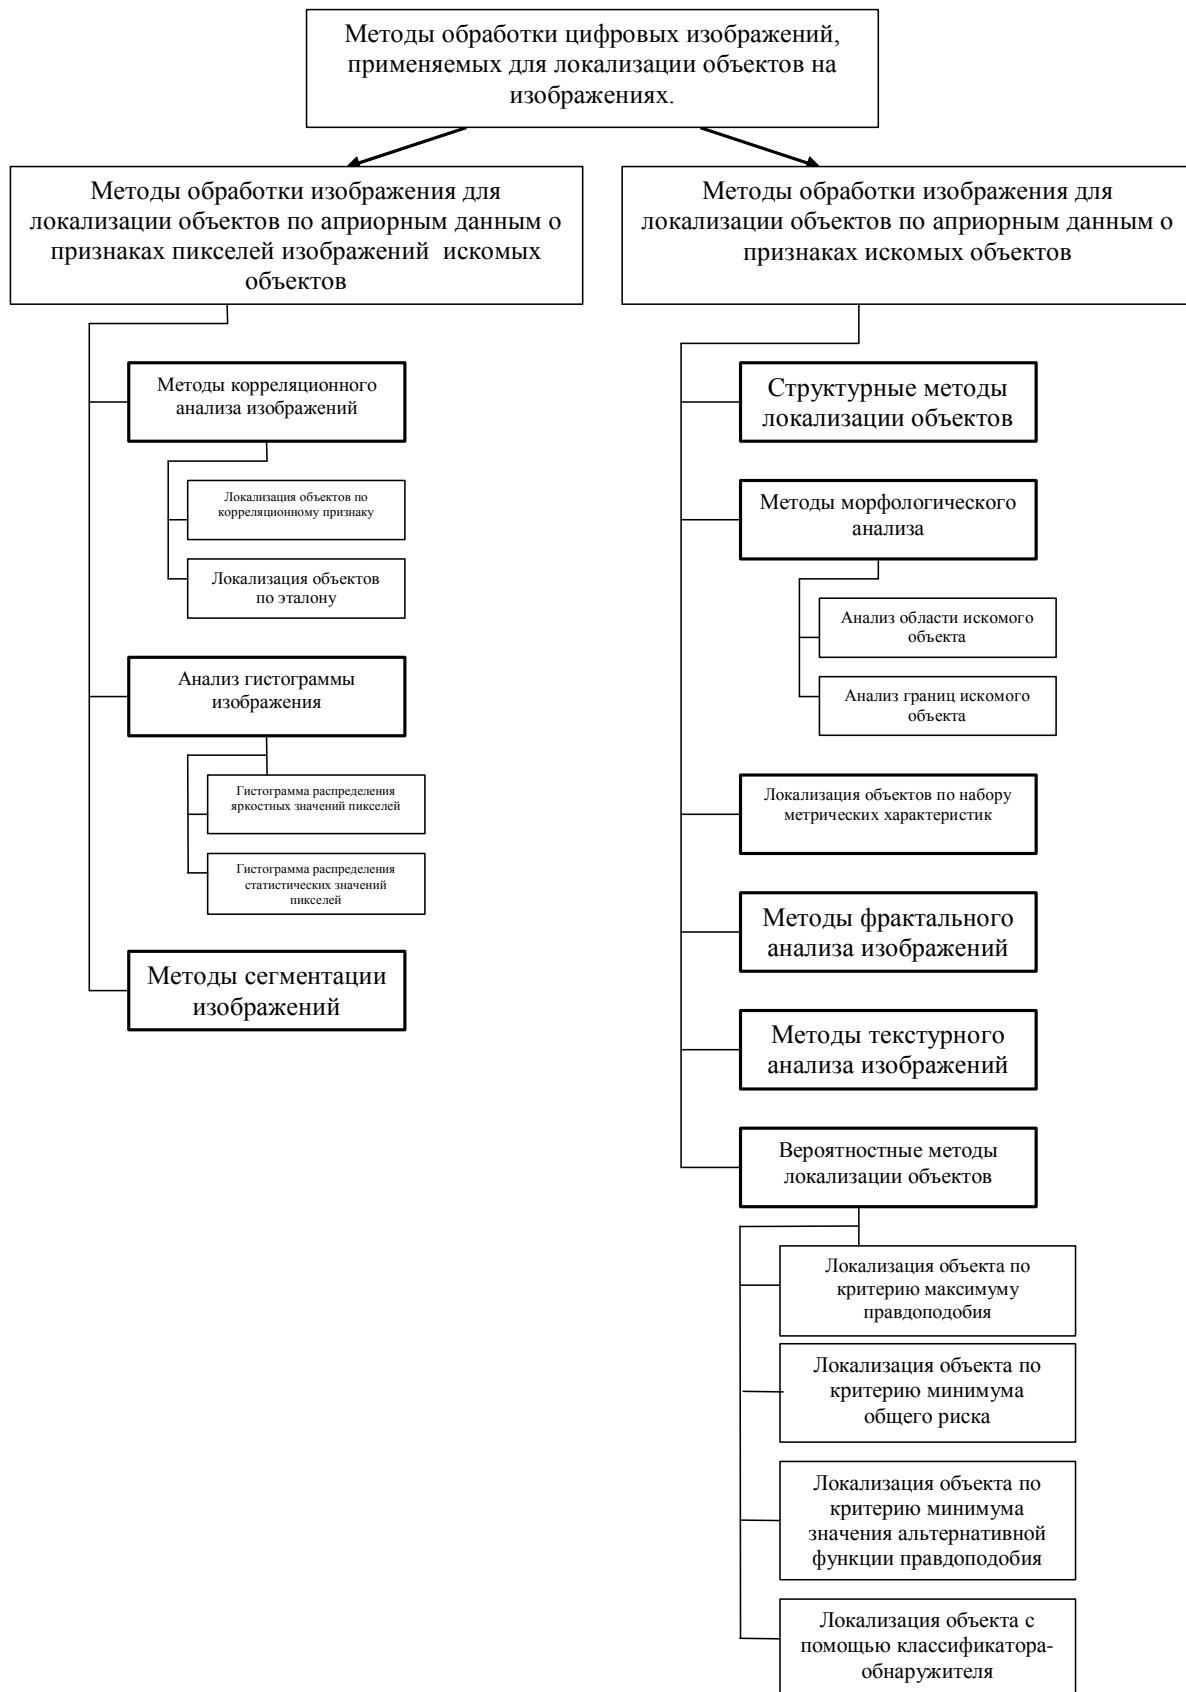 Методы обработки цифровых изображений,
применяемых для локализации объектов на
изображениях.
Методы обработки изображения для
локализации объектов по априорным данным о
признаках пикселей изображений искомых
объектов
Методы корреляционного
анализа изображений
Локализация объектов по
корреляционному признаку
Локализация объектов
по эталону
Анализ гистограммы
изображения
Гистограмма распределения
яркостных значений пикселей
Гистограмма распределения
статистических значений
пикселей
Методы сегментации
изображений
Методы обработки изображения для
локализации объектов по априорным данным о
признаках искомых объектов
Структурные методы
локализации объектов
Методы морфологического
анализа
Анализ области искомого
объекта
Анализ границ искомого
объекта
Локализация объектов по набору
метрических характеристик
Методы фрактального
анализа изображений
Методы текстурного
анализа изображений
Вероятностные методы
локализации объектов
Локализация объекта по
критерию максимуму
правдоподобия
Локализация объекта по
критерию минимума
общего риска
Локализация объекта по
критерию минимума
значения альтернативной
функции правдоподобия
Локализация объекта с
помощью классификатора-
обнаружителя